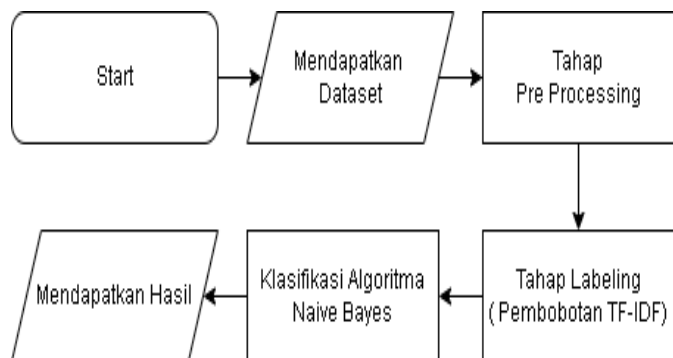 Start
Mendapatkan
Dataset
Tahap
Pre Processing
Tahap Labeling
( Pembobotan TF-IDF)
Klasifikasi Algoritma
Naive Bayes
Mendapatkan Hasil